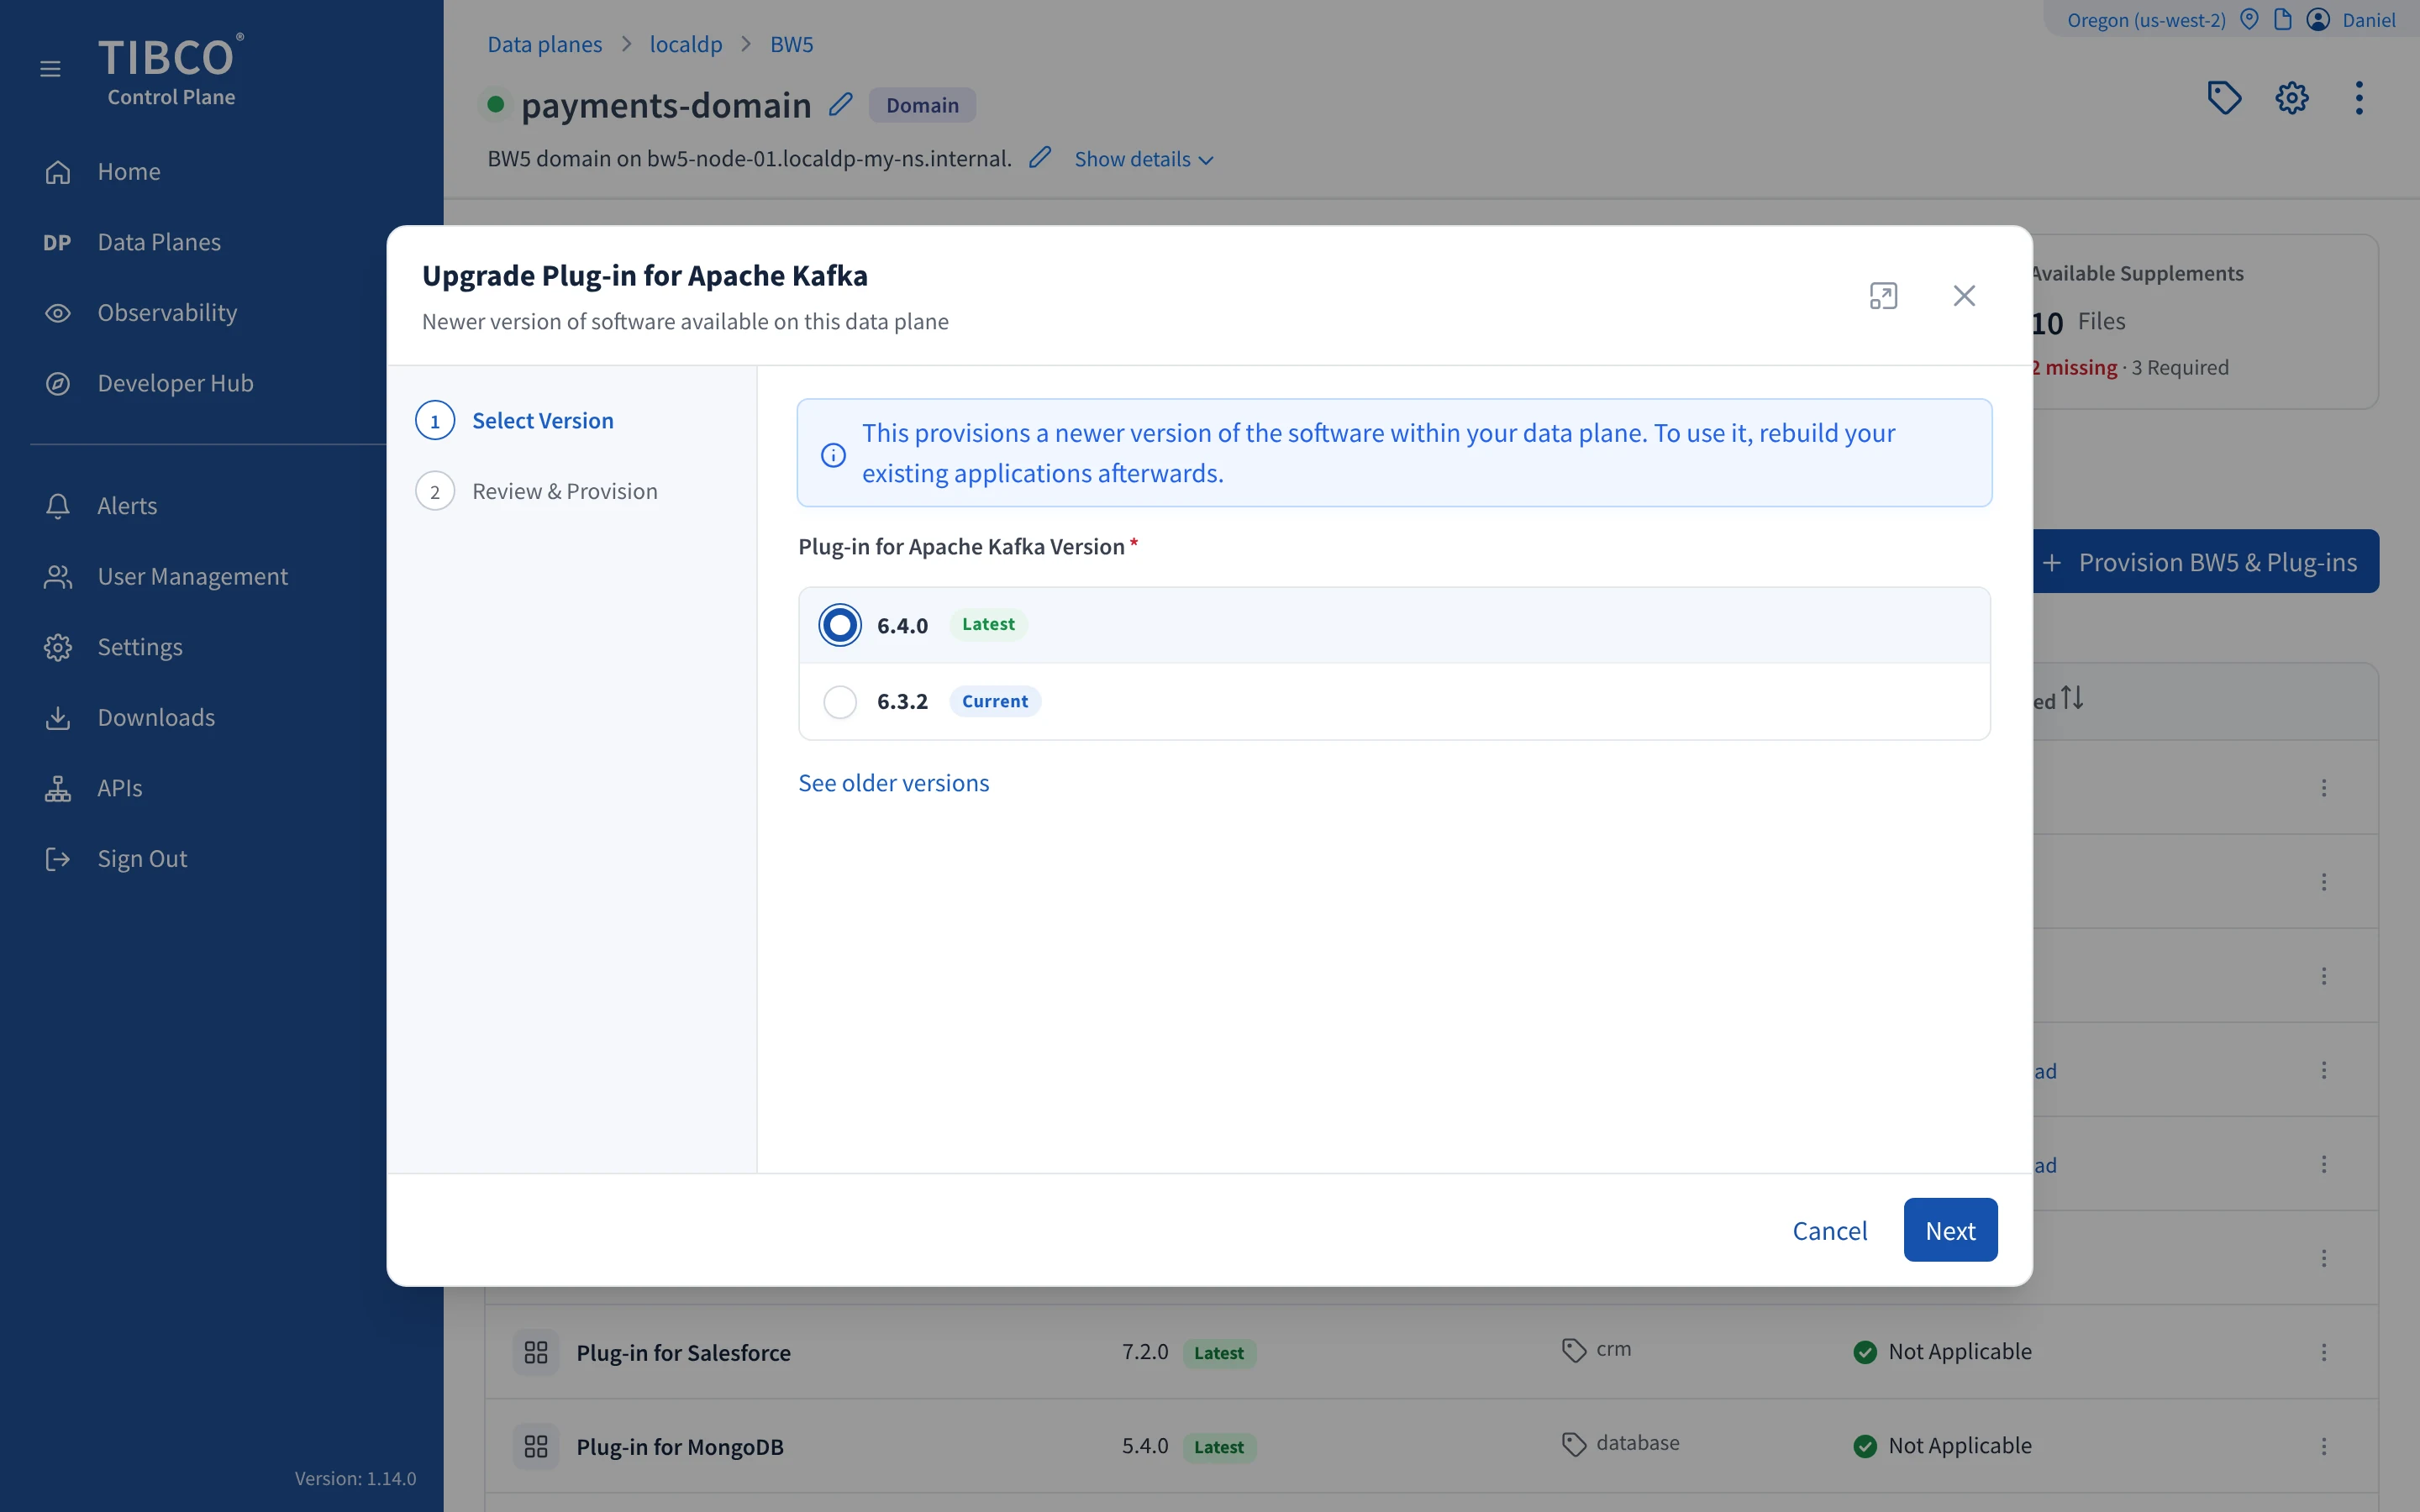 TIBCO®
Control Plane
Home
DP Data Planes
Observability
Developer Hub
Alerts
User Management
Settings
Downloads
APIs
Sign Out
Version: 1.14.0
Oregon (us-west-2) Daniel
Data planes > localdp > BW5
payments-domain Domain
BW5 domain on bw5-node-01.localdp-my-ns.internal. Show details
Available Supplements
10 Files
2 missing · 3 Required
+ Provision BW5 & Plug-ins
Upgrade Plug-in for Apache Kafka
Newer version of software available on this data plane
1 Select Version
2 Review & Provision
This provisions a newer version of the software within your data plane. To use it, rebuild your
existing applications afterwards.
Plug-in for Apache Kafka Version *
6.4.0 Latest
6.3.2 Current
See older versions
Cancel Next
ed
ad
ad
Plug-in for Salesforce 7.2.0 Latest crm Not Applicable
Plug-in for MongoDB 5.4.0 Latest database Not Applicable